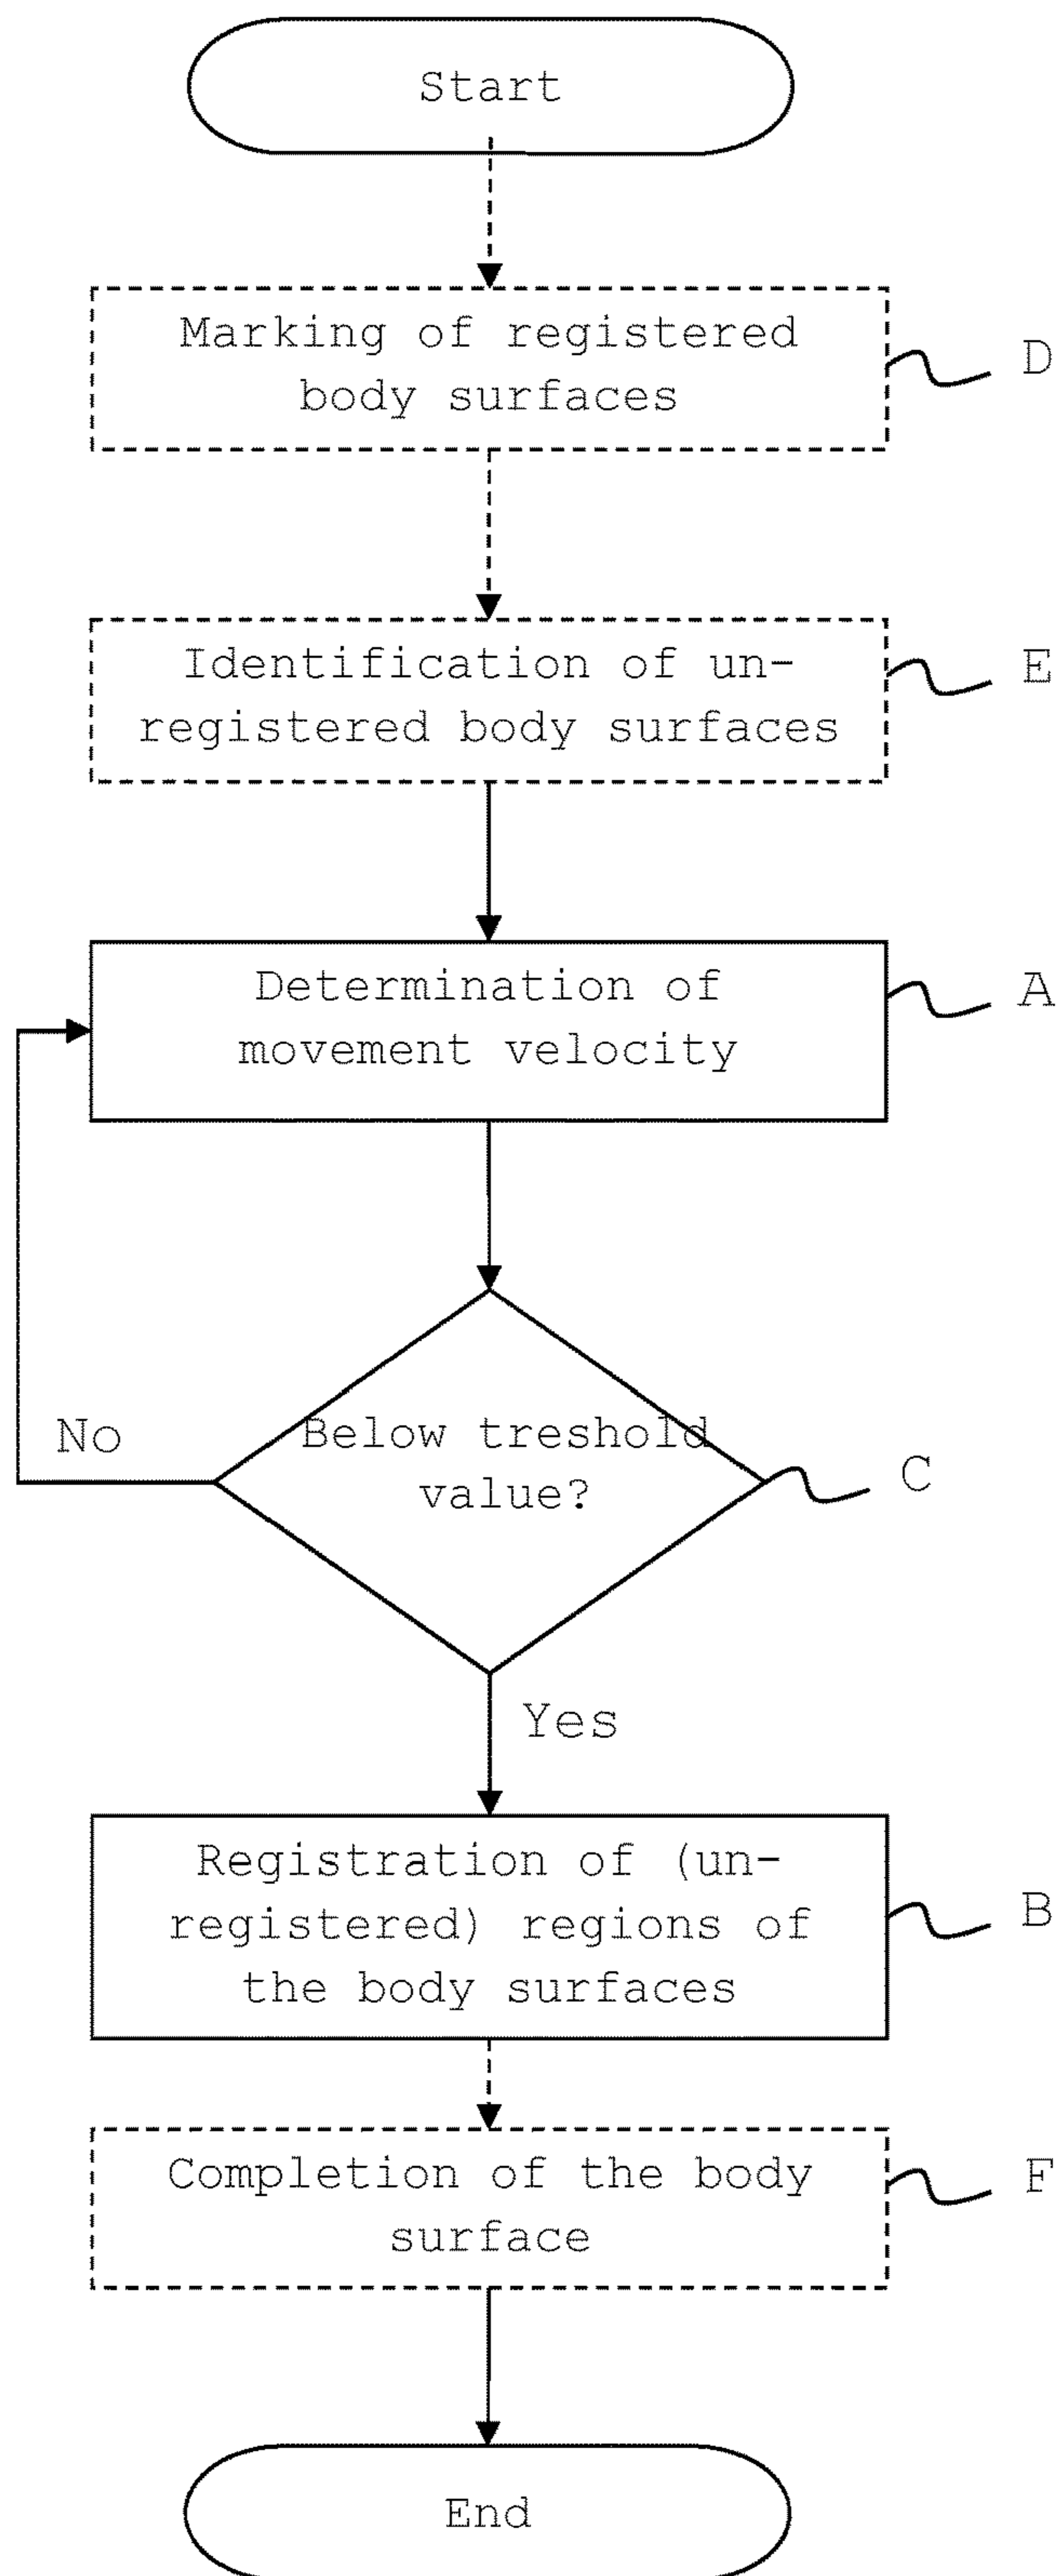 Start
Marking of registered
body surfaces
D
Identification of un-
registered body surfaces
E
Determination of
movement velocity
A
Below treshold
value?
No
C
Yes
Registration of (un-
registered) regions of
the body surfaces
B
Completion of the body
surface
F
End